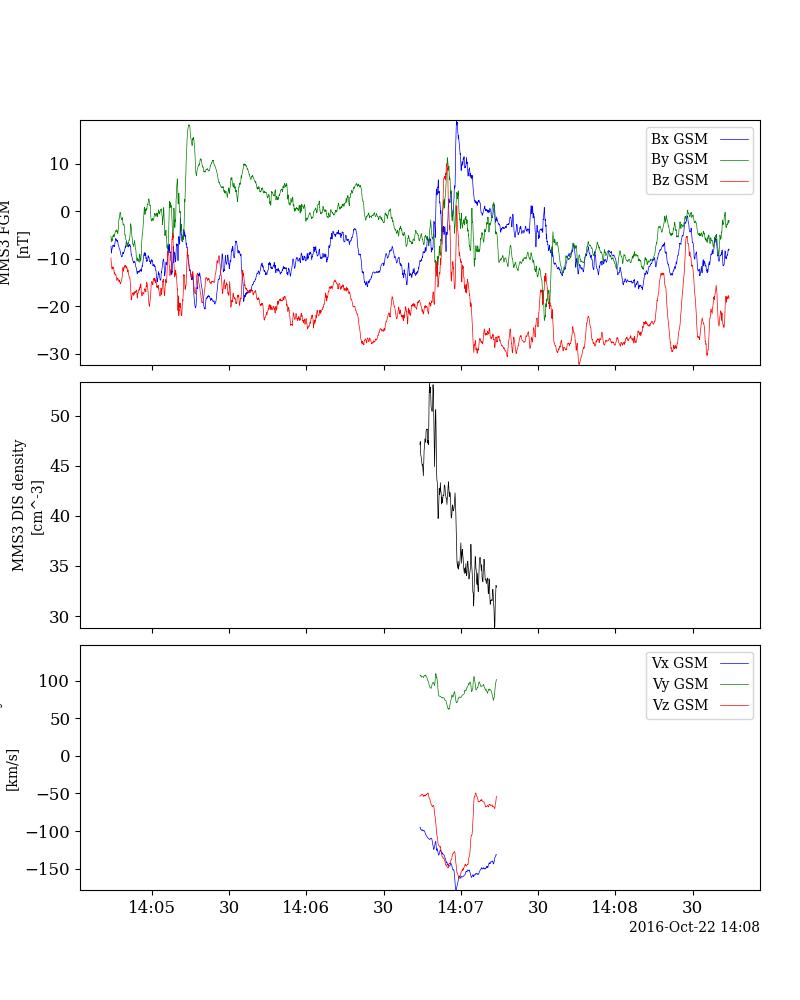 MMS3 FGM
[nT]
10
0
−10
−20
−30
Bx GSM
By GSM
Bz GSM
MMS3 DIS density
[cm^-3]
50
45
40
35
30
[km/s]
100
50
0
−50
−100
−150
Vx GSM
Vy GSM
Vz GSM
14:05
30
14:06
30
14:07
30
14:08
30
2016-Oct-22 14:08